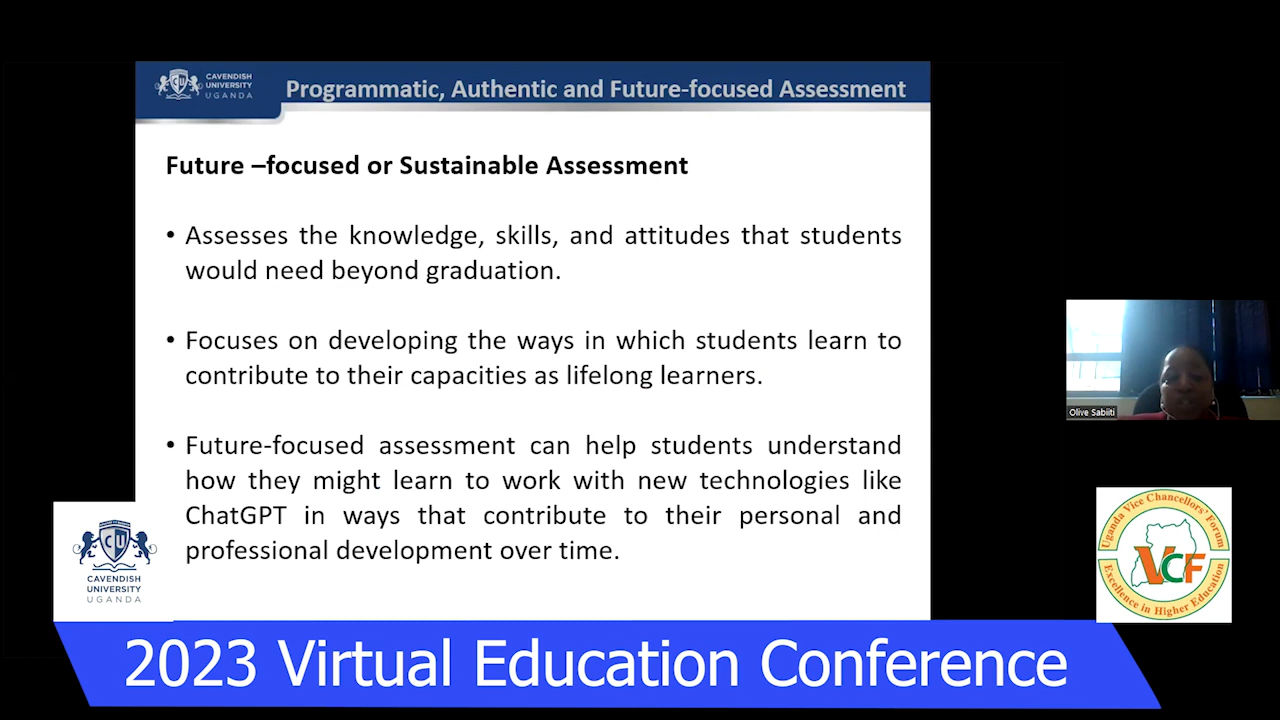 CAVENDISH
UNIVERSITY
UGANDA
Programmatic, Authentic and Future-focused Assessment
Future –focused or Sustainable Assessment
• Assesses the knowledge, skills, and attitudes that students
would need beyond graduation.
• Focuses on developing the ways in which students learn to
contribute to their capacities as lifelong learners.
• Future-focused assessment can help students understand
how they might learn to work with new technologies like
ChatGPT in ways that contribute to their personal and
professional development over time.
Olive Sabiiti
CU
CAVENDISH
UNIVERSITY
UGANDA
Uganda Vice Chancellors' Forum
VCF
Excellence in Higher Education
2023 Virtual Education Conference